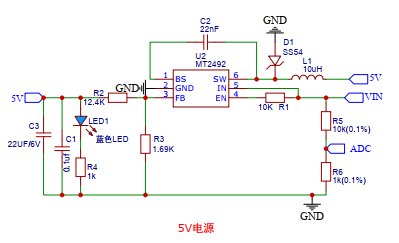 GND
C2
22nF
D1
SS54
U2
MT2492
L1
10uH
1 BS SW 6
2 GND IN 5
3 FB EN 4
GND
5V
5V
R2
12.4K
10K R1
VIN
LED1
蓝色LED
C3
22UF/6V
C1
0.1uf
R4
1k
R3
1.69K
R5
10k(0.1%)
ADC
R6
1k(0.1%)
GND
5V电源